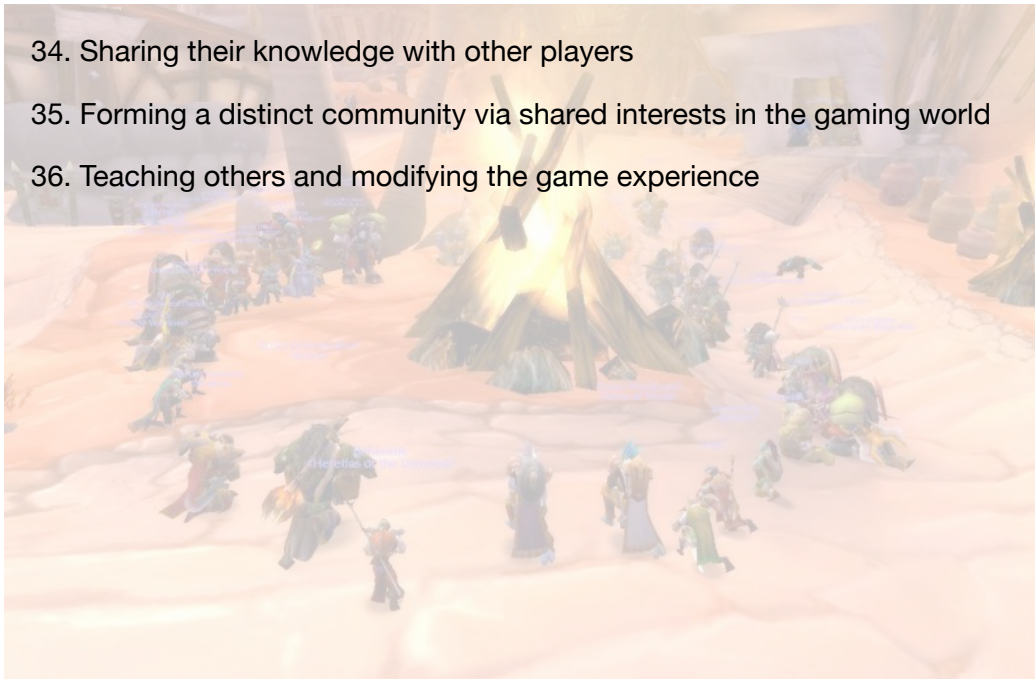 34. Sharing their knowledge with other players
35. Forming a distinct community via shared interests in the gaming world
36. Teaching others and modifying the game experience